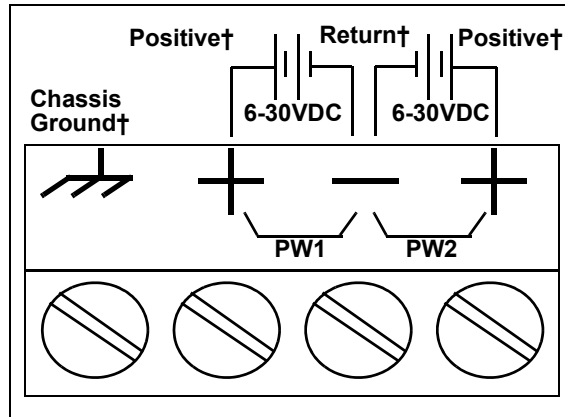 Positive† Return† Positive†
Chassis
Ground†
6-30VDC 6-30VDC
PW1 PW2